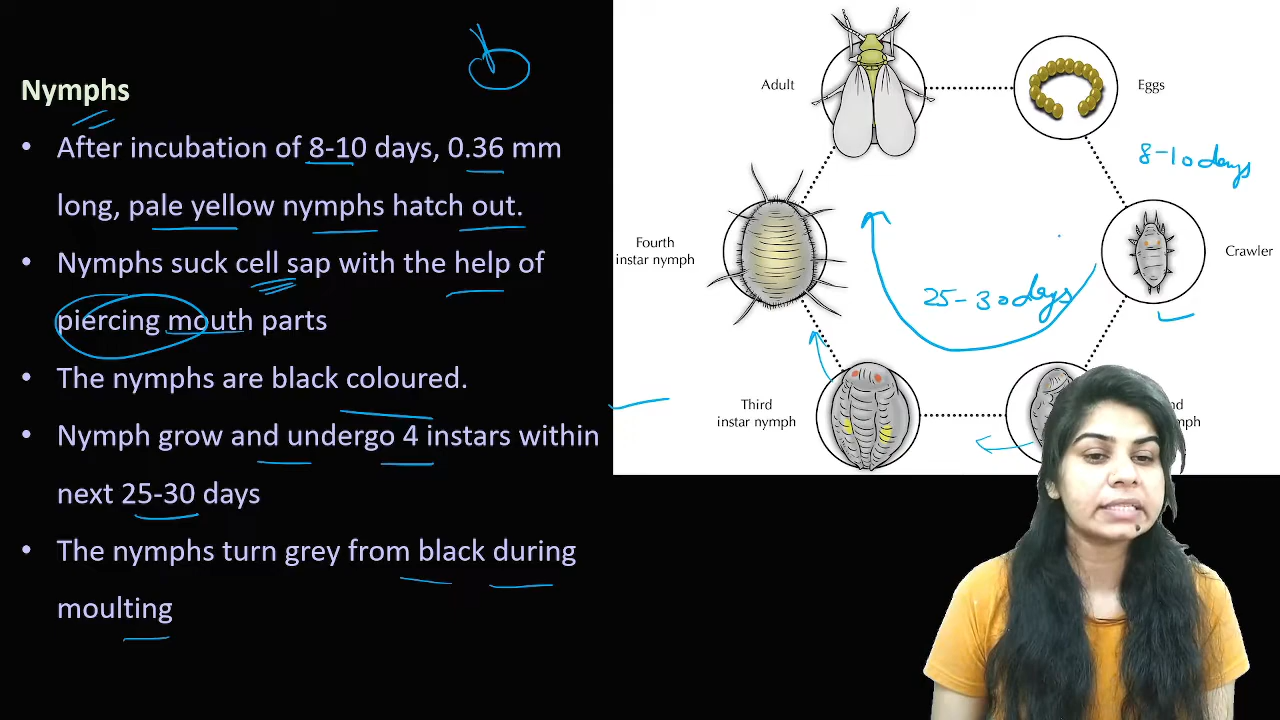 Nymphs
• After incubation of 8-10 days, 0.36 mm
long, pale yellow nymphs hatch out.
• Nymphs suck cell sap with the help of
piercing mouth parts
• The nymphs are black coloured.
• Nymph grow and undergo 4 instars within
next 25-30 days
• The nymphs turn grey from black during
moulting
Adult
Eggs
8-10 days
Fourth
instar nymph
Crawler
25-30 days
Third
instar nymph